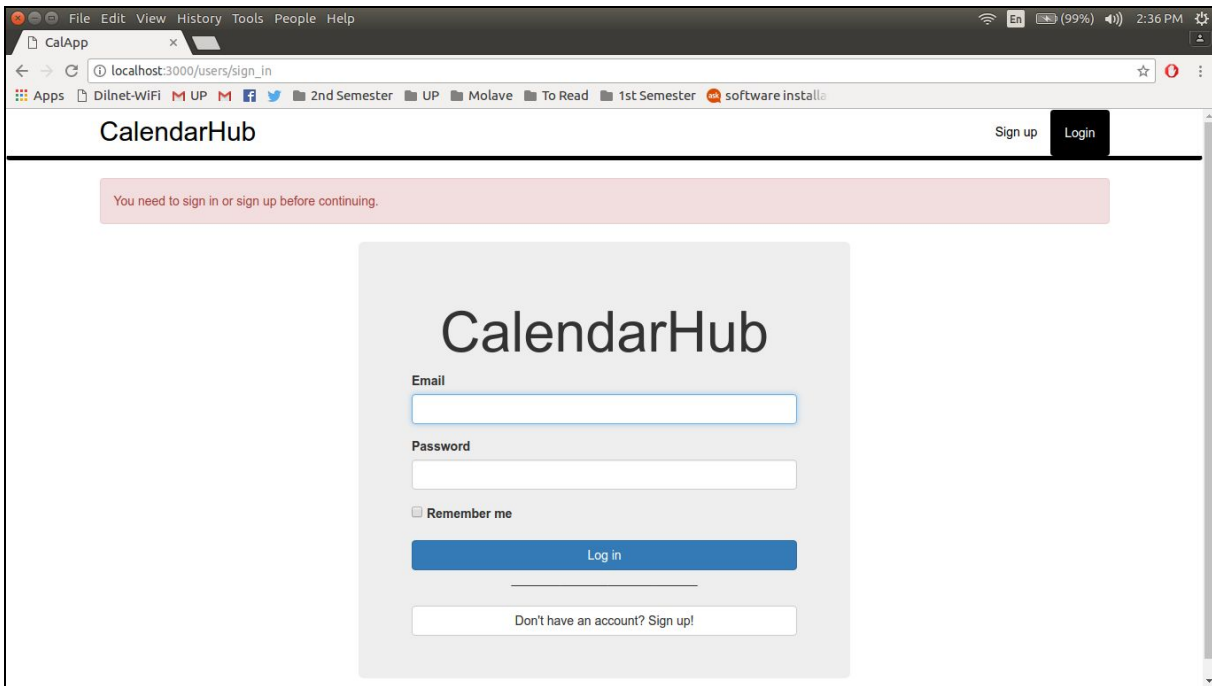 File Edit View History Tools People Help En (99%) 2:36 PM
CalApp
localhost:3000/users/sign_in
Apps Dilnet-WiFi UP 2nd Semester UP Molave To Read 1st Semester ask software installa
CalendarHub Sign up Login
You need to sign in or sign up before continuing.
CalendarHub
Email
Password
Remember me
Log in
Don't have an account? Sign up!